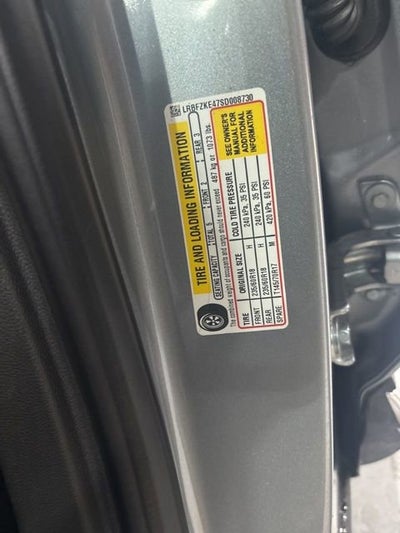 LRBFZKE47SD008730
TIRE AND LOADING INFORMATION
SEATING CAPACITY TOTAL 5 FRONT 2 REAR 3
The combined weight of occupants and cargo should never exceed 487 kg or 1073 lbs.
TIRE ORIGINAL SIZE COLD TIRE PRESSURE
FRONT 235/60R18 H 240 kPa, 35 PSI
REAR 235/60R18 H 240 kPa, 35 PSI
SPARE T145/70R17 M 420 kPa, 60 PSI
SEE OWNER'S
MANUAL FOR
ADDITIONAL
INFORMATION